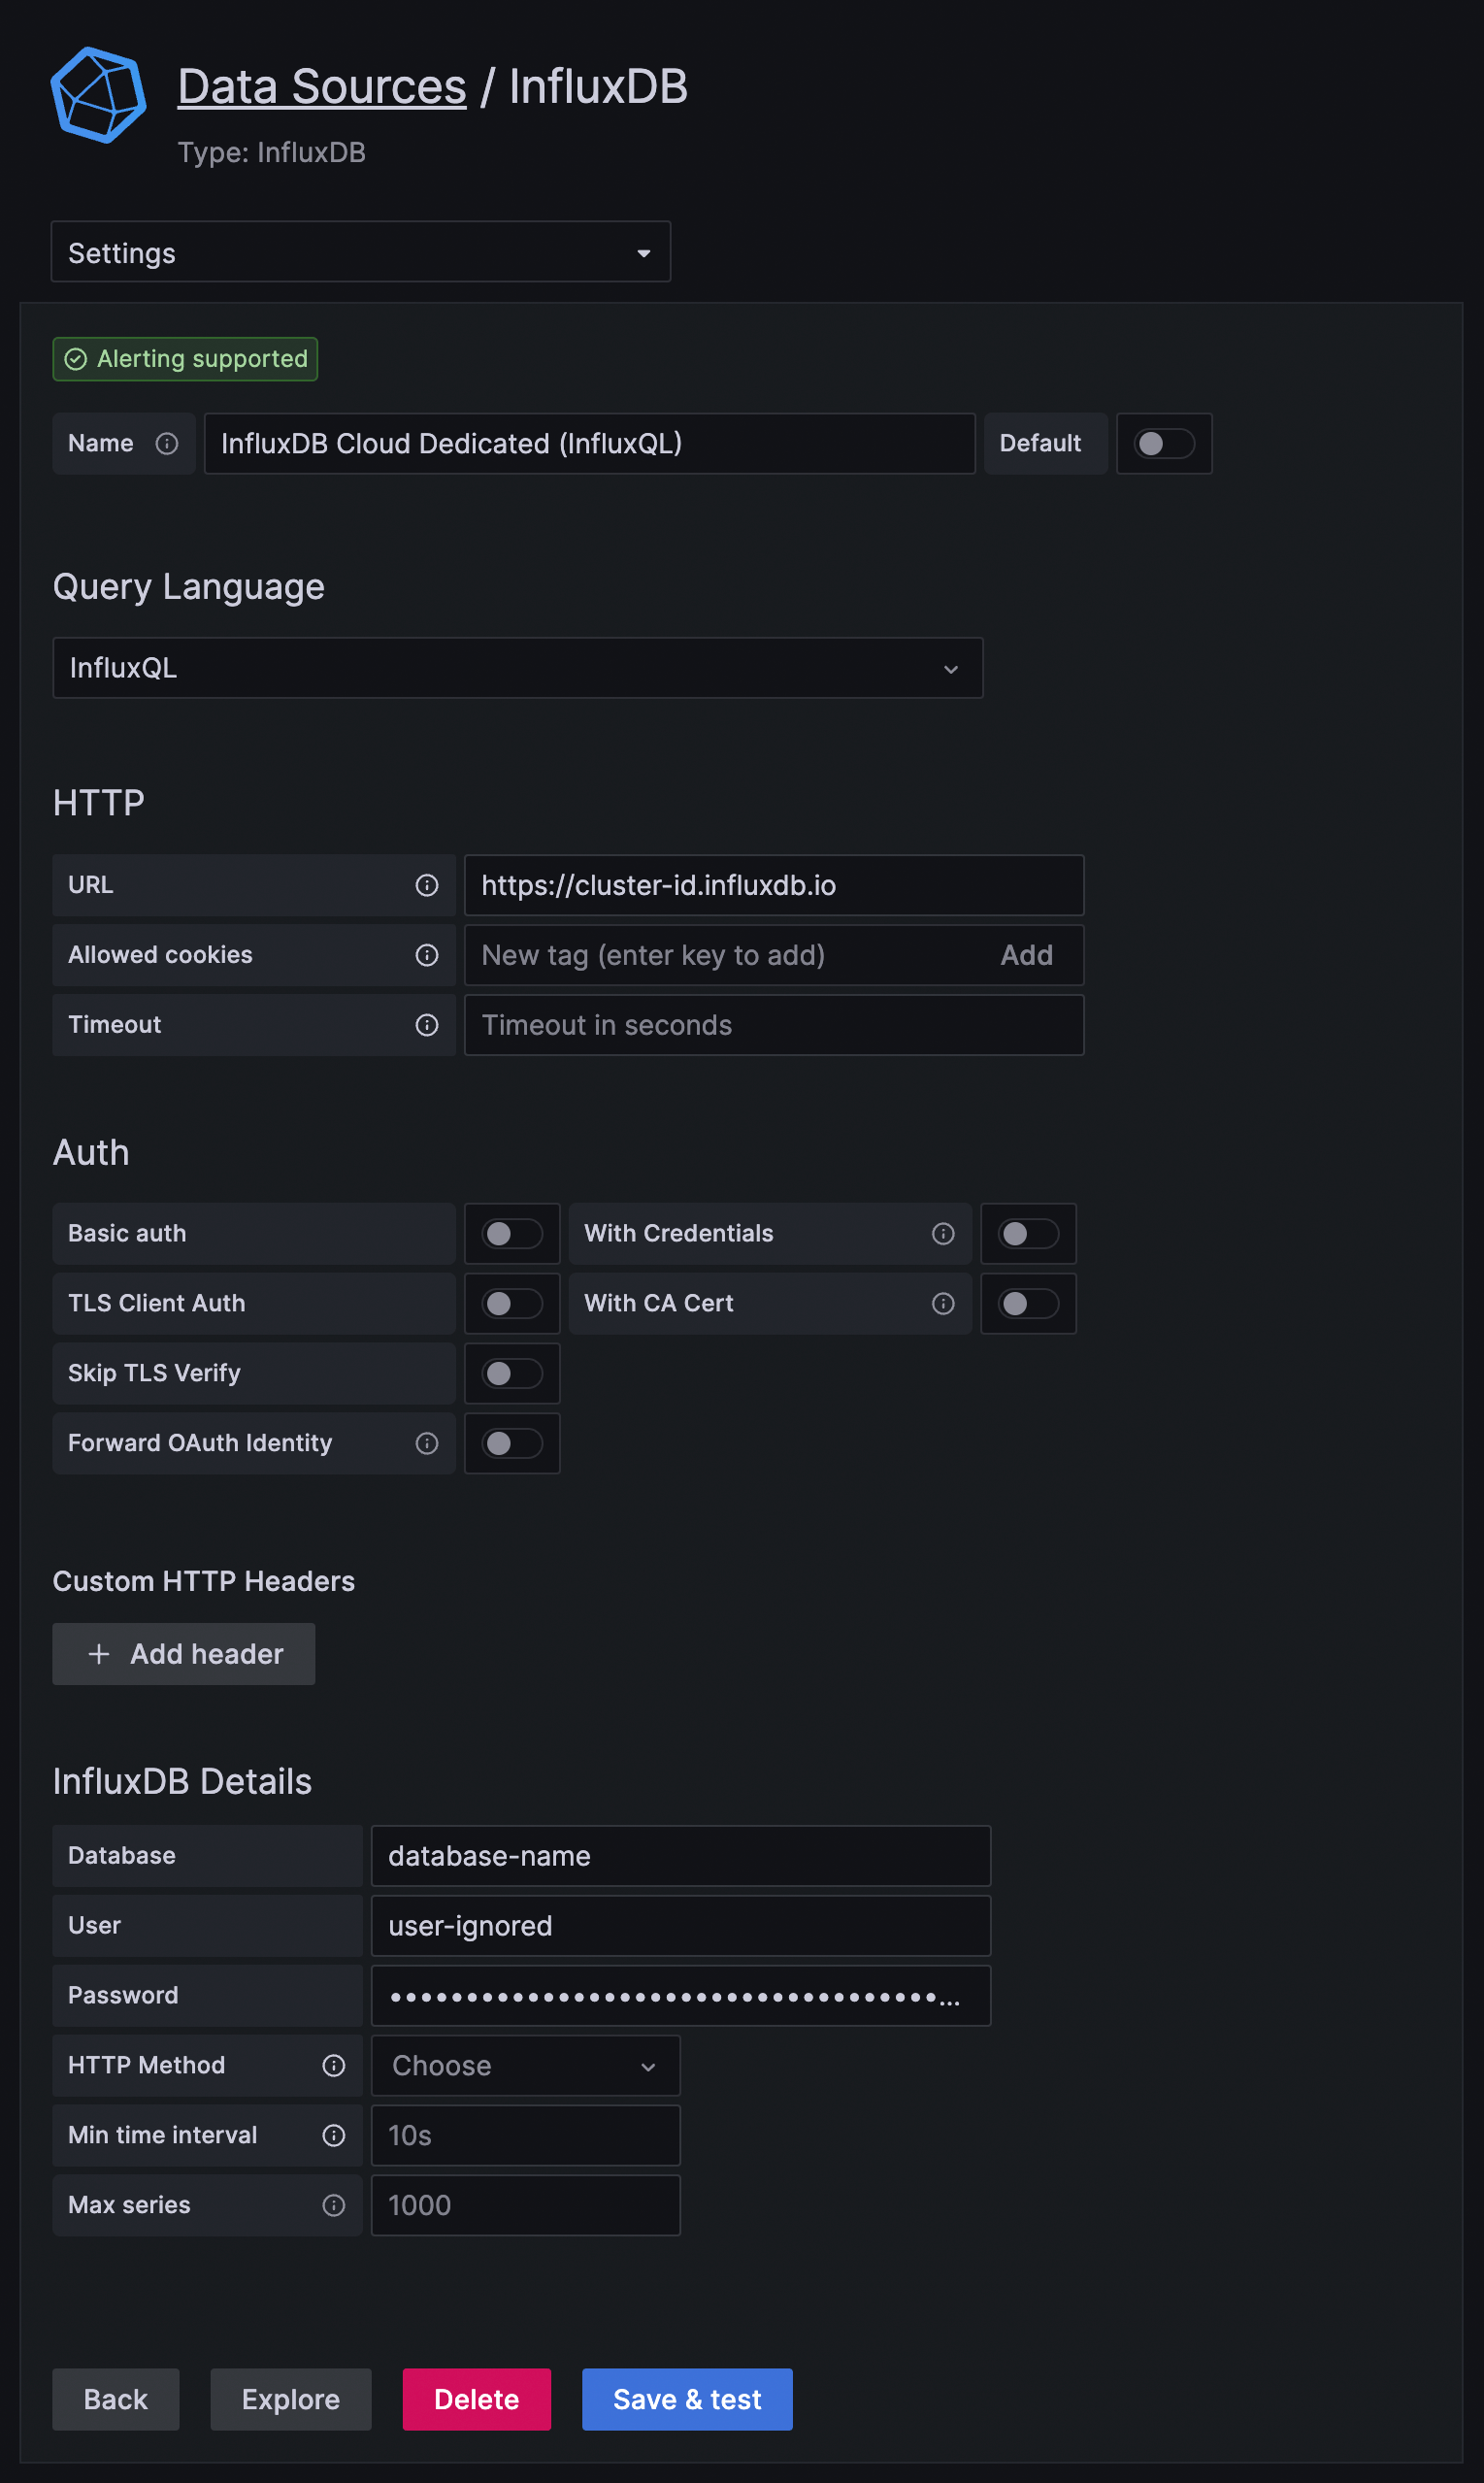 Data Sources / InfluxDB
Type: InfluxDB
Settings
Alerting supported
Name InfluxDB Cloud Dedicated (InfluxQL) Default
Query Language
InfluxQL
HTTP
URL https://cluster-id.influxdb.io
Allowed cookies New tag (enter key to add) Add
Timeout Timeout in seconds
Auth
Basic auth With Credentials
TLS Client Auth With CA Cert
Skip TLS Verify
Forward OAuth Identity
Custom HTTP Headers
+ Add header
InfluxDB Details
Database database-name
User user-ignored
Password ••••••••••••••••••••••••••••••••••••...
HTTP Method Choose
Min time interval 10s
Max series 1000
Back Explore Delete Save & test